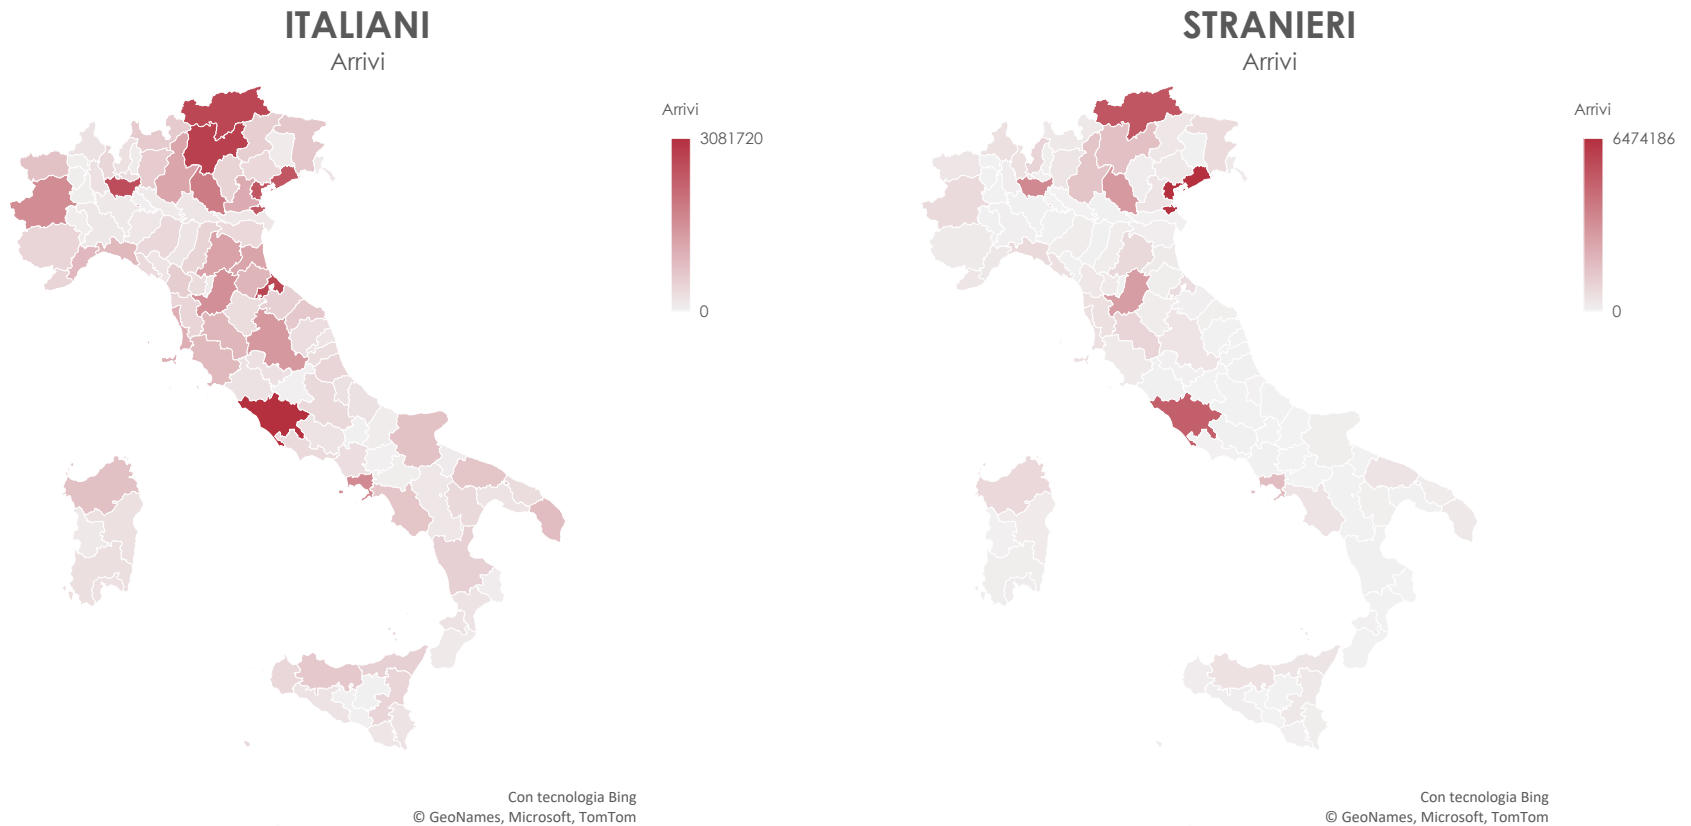 ITALIANI
Arrivi
Arrivi
3081720
0
Con tecnologia Bing
© GeoNames, Microsoft, TomTom
STRANIERI
Arrivi
Arrivi
6474186
0
Con tecnologia Bing
© GeoNames, Microsoft, TomTom